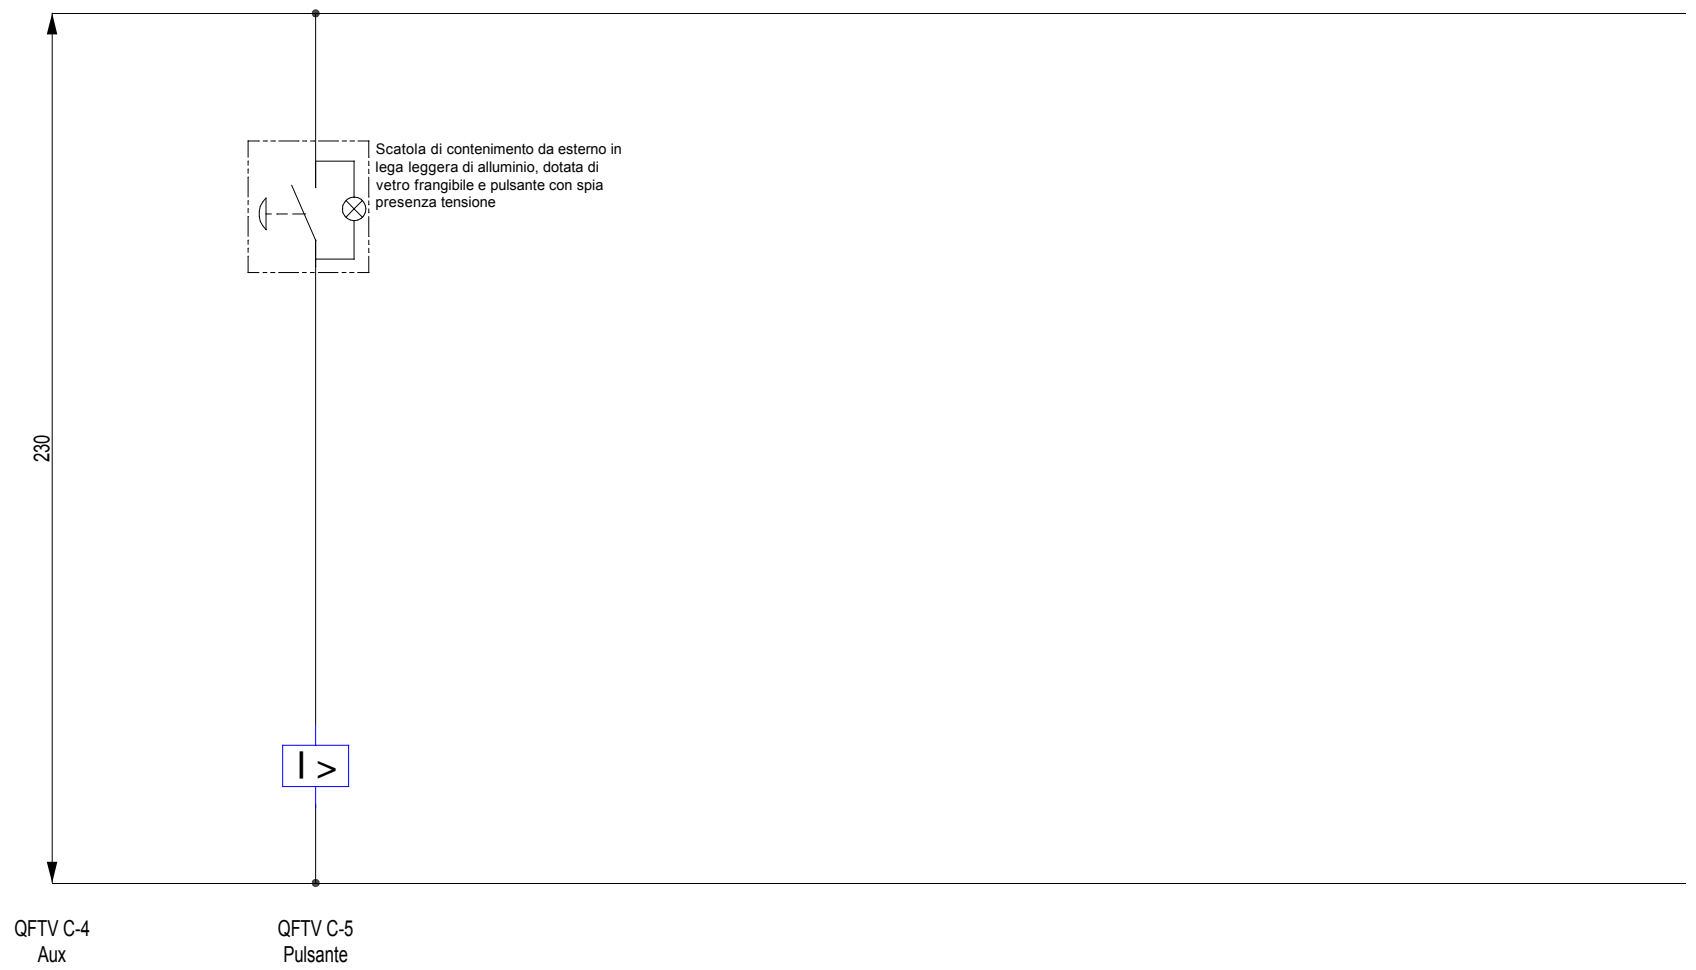 Scatola di contenimento da esterno in
lega leggera di alluminio, dotata di
vetro frangibile e pulsante con spia
presenza tensione
230
I >
QFTV C-4
Aux
QFTV C-5
Pulsante